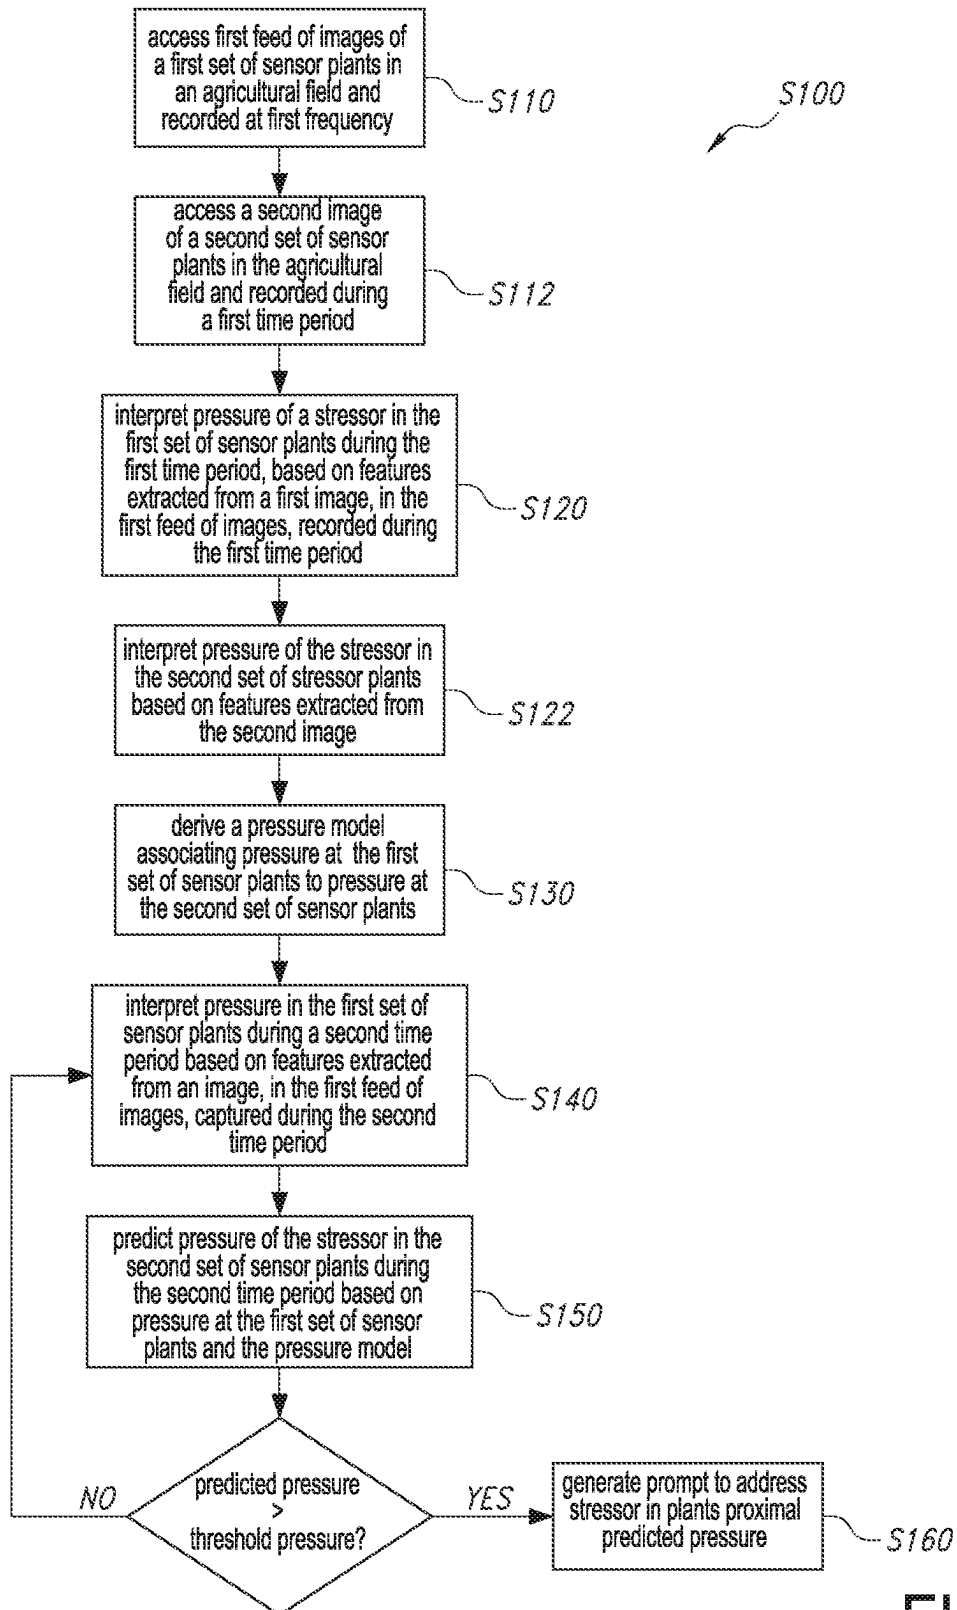 access first feed of images of
a first set of sensor plants in
an agricultural field and
recorded at first frequency
S110
S100
access a second image
of a second set of sensor
plants in the agricultural
field and recorded during
a first time period
S112
interpret pressure of a stressor in the
first set of sensor plants during the
first time period, based on features
extracted from a first image, in the
first feed of images, recorded during
the first time period
S120
interpret pressure of the stressor in
the second set of stressor plants
based on features extracted from
the second image
S122
derive a pressure model
associating pressure at the first
set of sensor plants to pressure at
the second set of sensor plants
S130
interpret pressure in the first set of
sensor plants during a second time
period based on features extracted
from an image, in the first feed of
images, captured during the second
time period
S140
predict pressure of the stressor in the
second set of sensor plants during
the second time period based on
pressure at the first set of sensor
plants and the pressure model
S150
NO
predicted pressure
>
threshold pressure?
YES
generate prompt to address
stressor in plants proximal
predicted pressure
S160